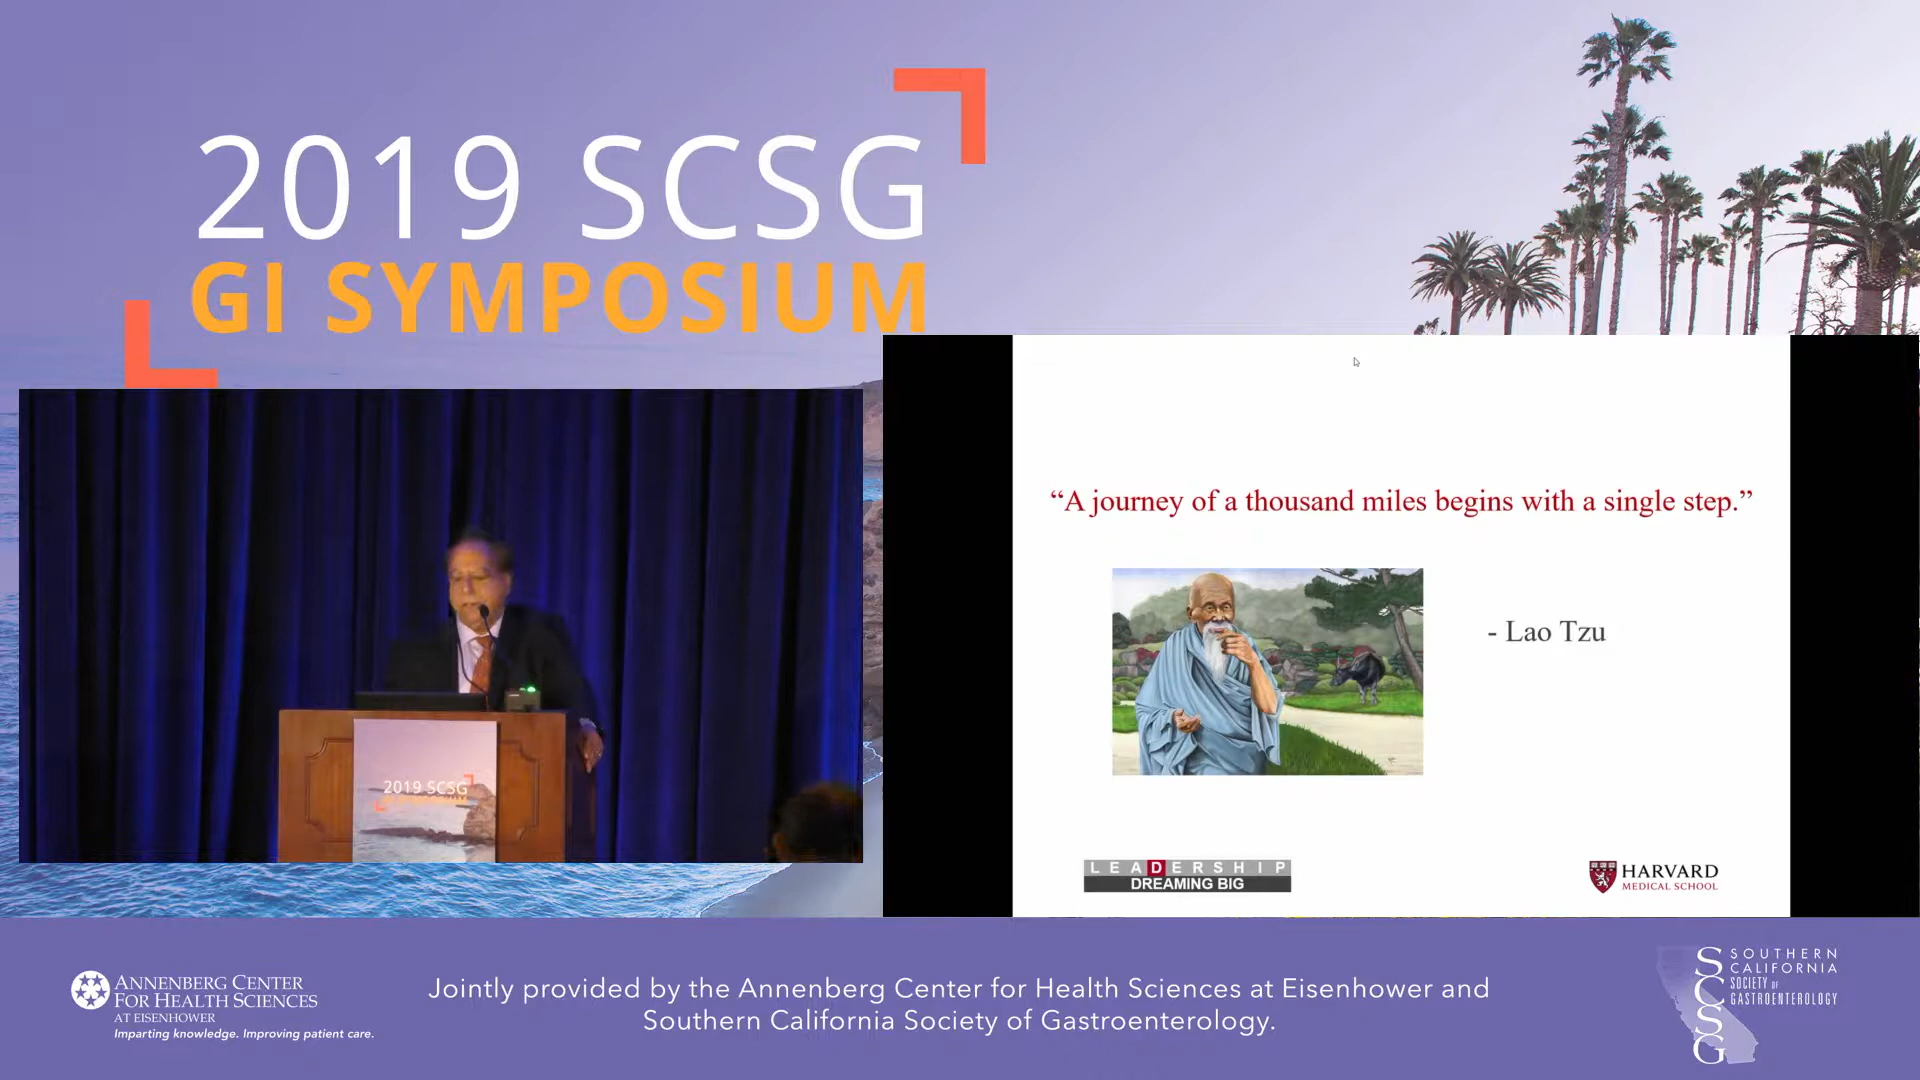 2019 SCSG
GI SYMPOSIUM
“A journey of a thousand miles begins with a single step.”
- Lao Tzu
2019 SCSG
LEADERSHIP
DREAMING BIG
HARVARD
MEDICAL SCHOOL
ANNENBERG CENTER
FOR HEALTH SCIENCES
AT EISENHOWER
Imparting knowledge. Improving patient care.
Jointly provided by the Annenberg Center for Health Sciences at Eisenhower and
Southern California Society of Gastroenterology.
SCSG
SOUTHERN
CALIFORNIA
SOCIETY OF
GASTROENTEROLOGY